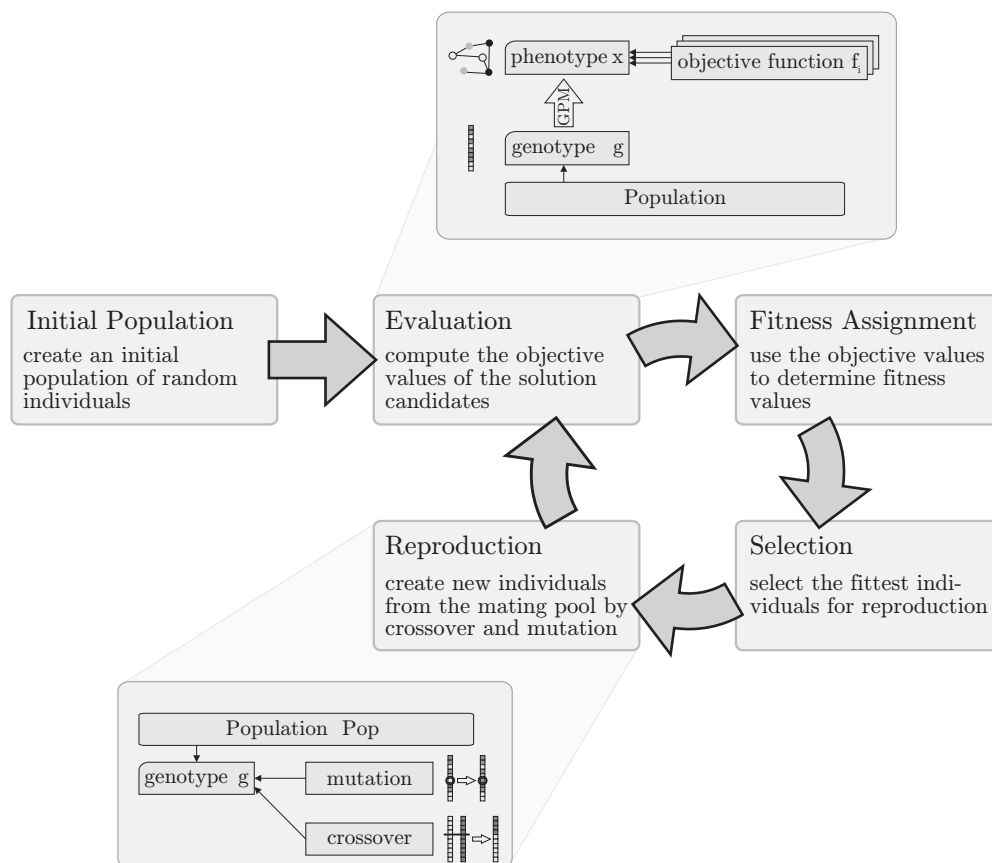 phenotype x
objective function fi
GPM
genotype g
Population
Initial Population
create an initial
population of random
individuals
Evaluation
compute the objective
values of the solution
candidates
Fitness Assignment
use the objective values
to determine fitness
values
Reproduction
create new individuals
from the mating pool by
crossover and mutation
Selection
select the fittest indi-
viduals for reproduction
Population Pop
genotype g
mutation
crossover